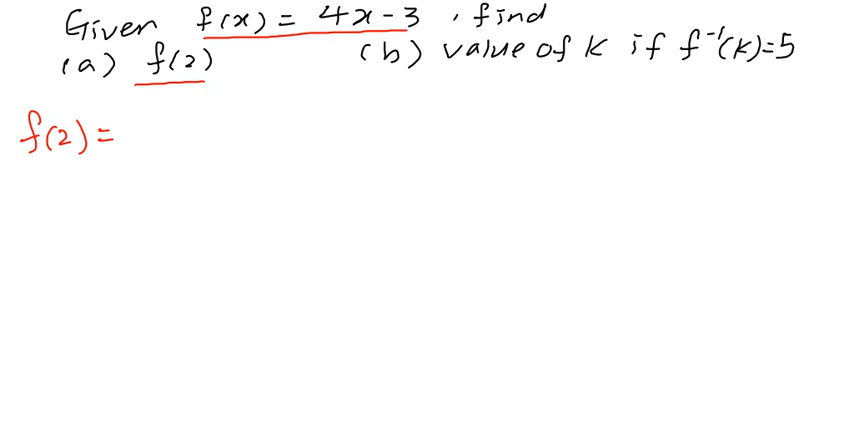 Given f(x) = 4x - 3 , find
(a) f(2) (b) value of k if f⁻¹(k)=5
f(2) =